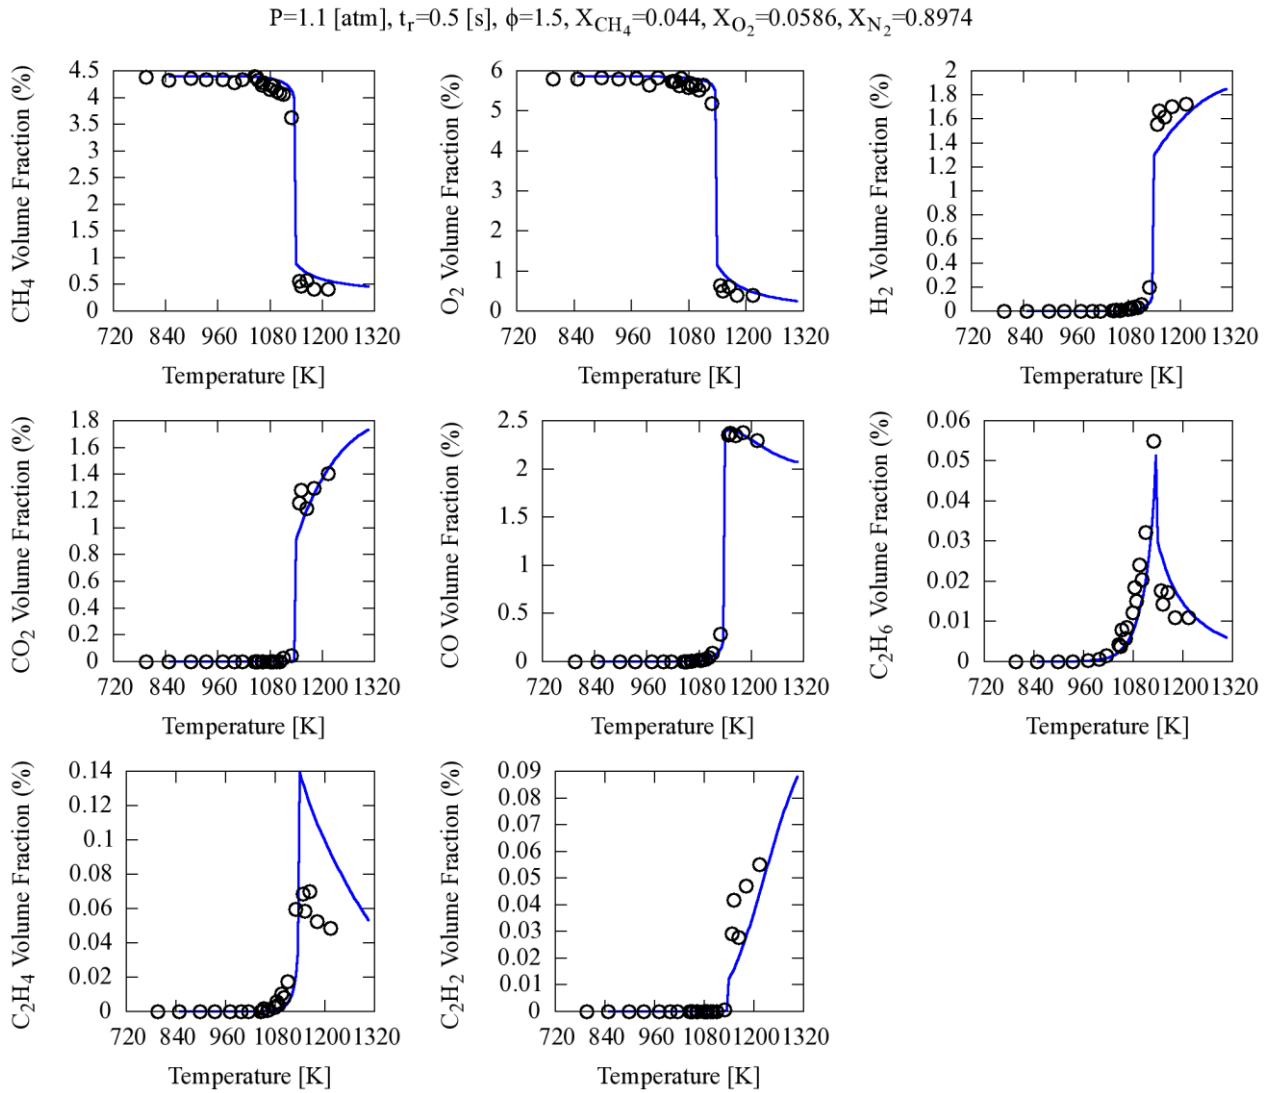 P=1.1 [atm], tᵣ=0.5 [s], ϕ=1.5, X_CH₄=0.044, X_O₂=0.0586, X_N₂=0.8974
CH₄ Volume Fraction (%)
4.5
4
3.5
3
2.5
2
1.5
1
0.5
0
720 840 960 1080 1200 1320
Temperature [K]
O₂ Volume Fraction (%)
6
5
4
3
2
1
0
720 840 960 1080 1200 1320
Temperature [K]
H₂ Volume Fraction (%)
2
1.8
1.6
1.4
1.2
1
0.8
0.6
0.4
0.2
0
720 840 960 1080 1200 1320
Temperature [K]
CO₂ Volume Fraction (%)
1.8
1.6
1.4
1.2
1
0.8
0.6
0.4
0.2
0
720 840 960 1080 1200 1320
Temperature [K]
CO Volume Fraction (%)
2.5
2
1.5
1
0.5
0
720 840 960 1080 1200 1320
Temperature [K]
C₂H₆ Volume Fraction (%)
0.06
0.05
0.04
0.03
0.02
0.01
0
720 840 960 1080 1200 1320
Temperature [K]
C₂H₄ Volume Fraction (%)
0.14
0.12
0.1
0.08
0.06
0.04
0.02
0
720 840 960 1080 1200 1320
Temperature [K]
C₂H₂ Volume Fraction (%)
0.09
0.08
0.07
0.06
0.05
0.04
0.03
0.02
0.01
0
720 840 960 1080 1200 1320
Temperature [K]